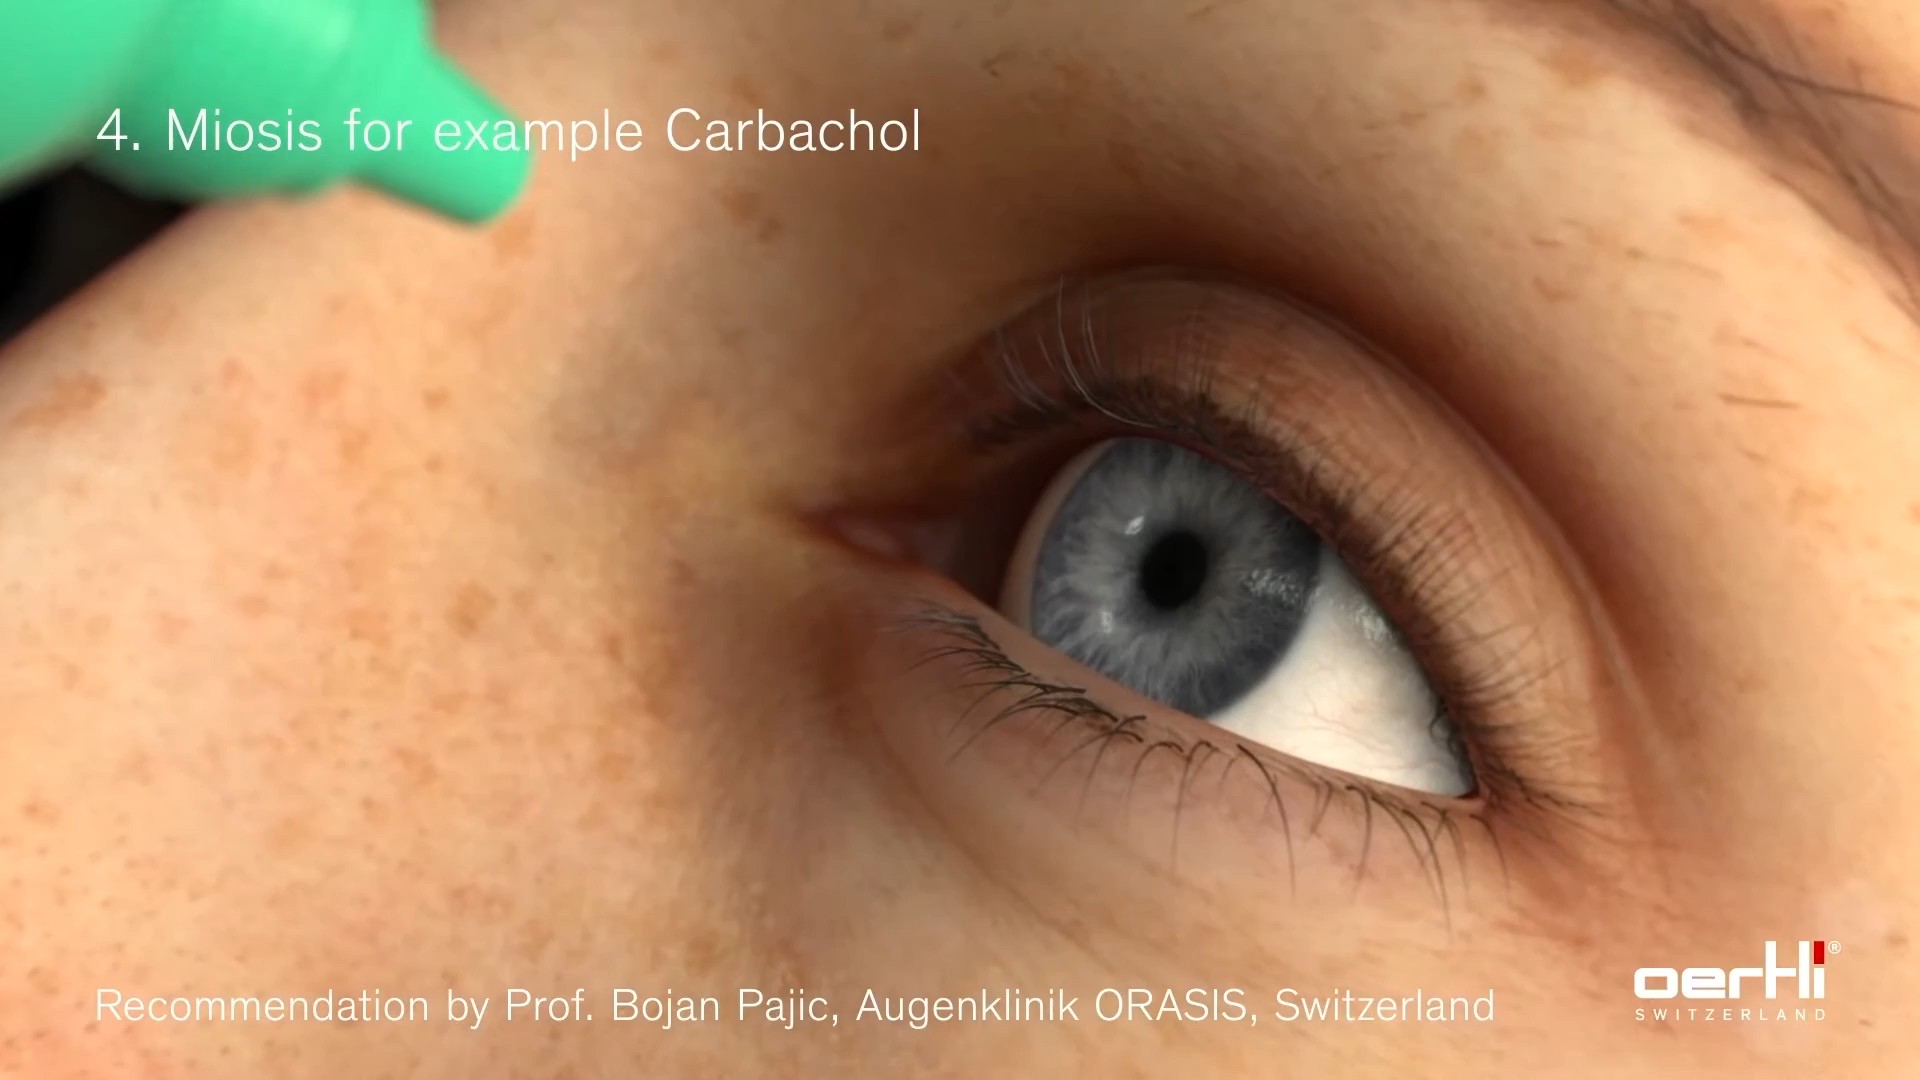 4. Miosis for example Carbachol
Recommendation by Prof. Bojan Pajic, Augenklinik ORASIS, Switzerland
oertli®
SWITZERLAND